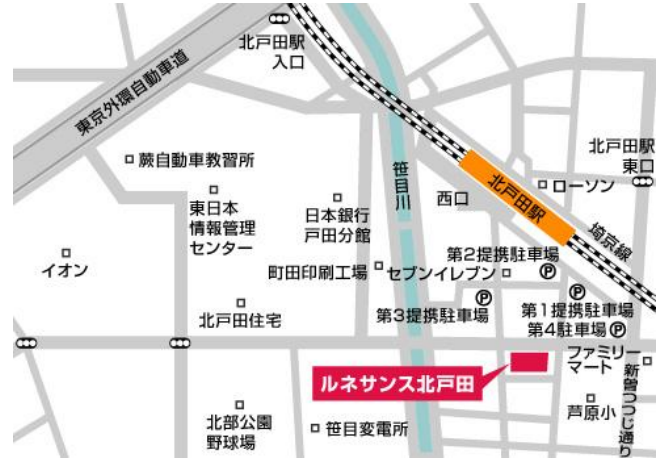 北戸田駅
入口
東京外環自動車道
蕨自動車教習所
笹目川
北戸田駅
東口
ローソン
北戸田駅
西口
埼京線
東日本
情報管理
センター
日本銀行
戸田分館
イオン
町田印刷工場
セブンイレブン
第2提携駐車場
P
北戸田住宅
第3提携駐車場
P
P
第1提携駐車場
第4駐車場
P
ルネサンス北戸田
ファミリー
マート
新曽つつじ通り
北部公園
野球場
笹目変電所
芦原小